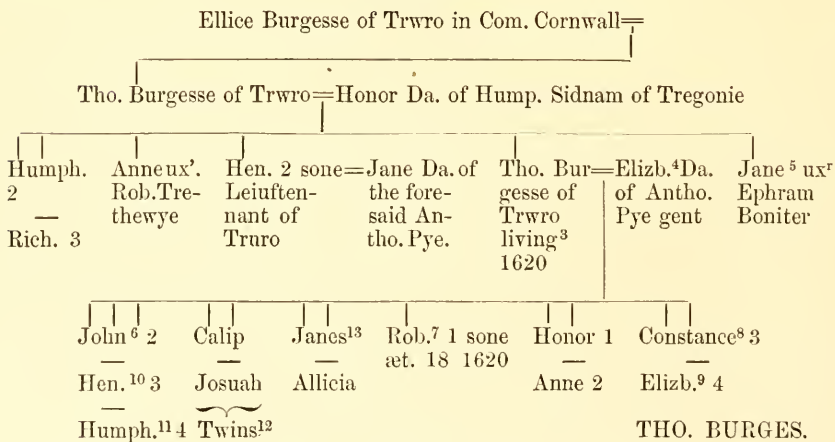 Ellice Burgesse of Trwro in Com. Cornwall=
Tho. Burgesse of Trwro=Honor Da. of Hump. Sidnam of Tregonie
Humph. 2
—
Rich. 3
Anne ux'.
Rob. Tre-
thewye
Hen. 2 sone=Jane Da. of
Leiuften- the fore-
nant of said An-
Truro tho. Pye.
Tho. Bur=Elizb.⁴ Da.
gesse of of Antho.
Trwro Pye gent
living³
1620
Jane ⁵ uxʳ
Ephram
Boniter
John ⁶ 2
—
Hen. ¹⁰ 3
—
Humph. ¹¹ 4
Calip
—
Josuah
Twins¹²
Janes¹³
—
Allicia
Rob.⁷ 1 sone
æt. 18 1620
Honor 1
—
Anne 2
Constance⁸ 3
—
Elizb.⁹ 4
THO. BURGES.